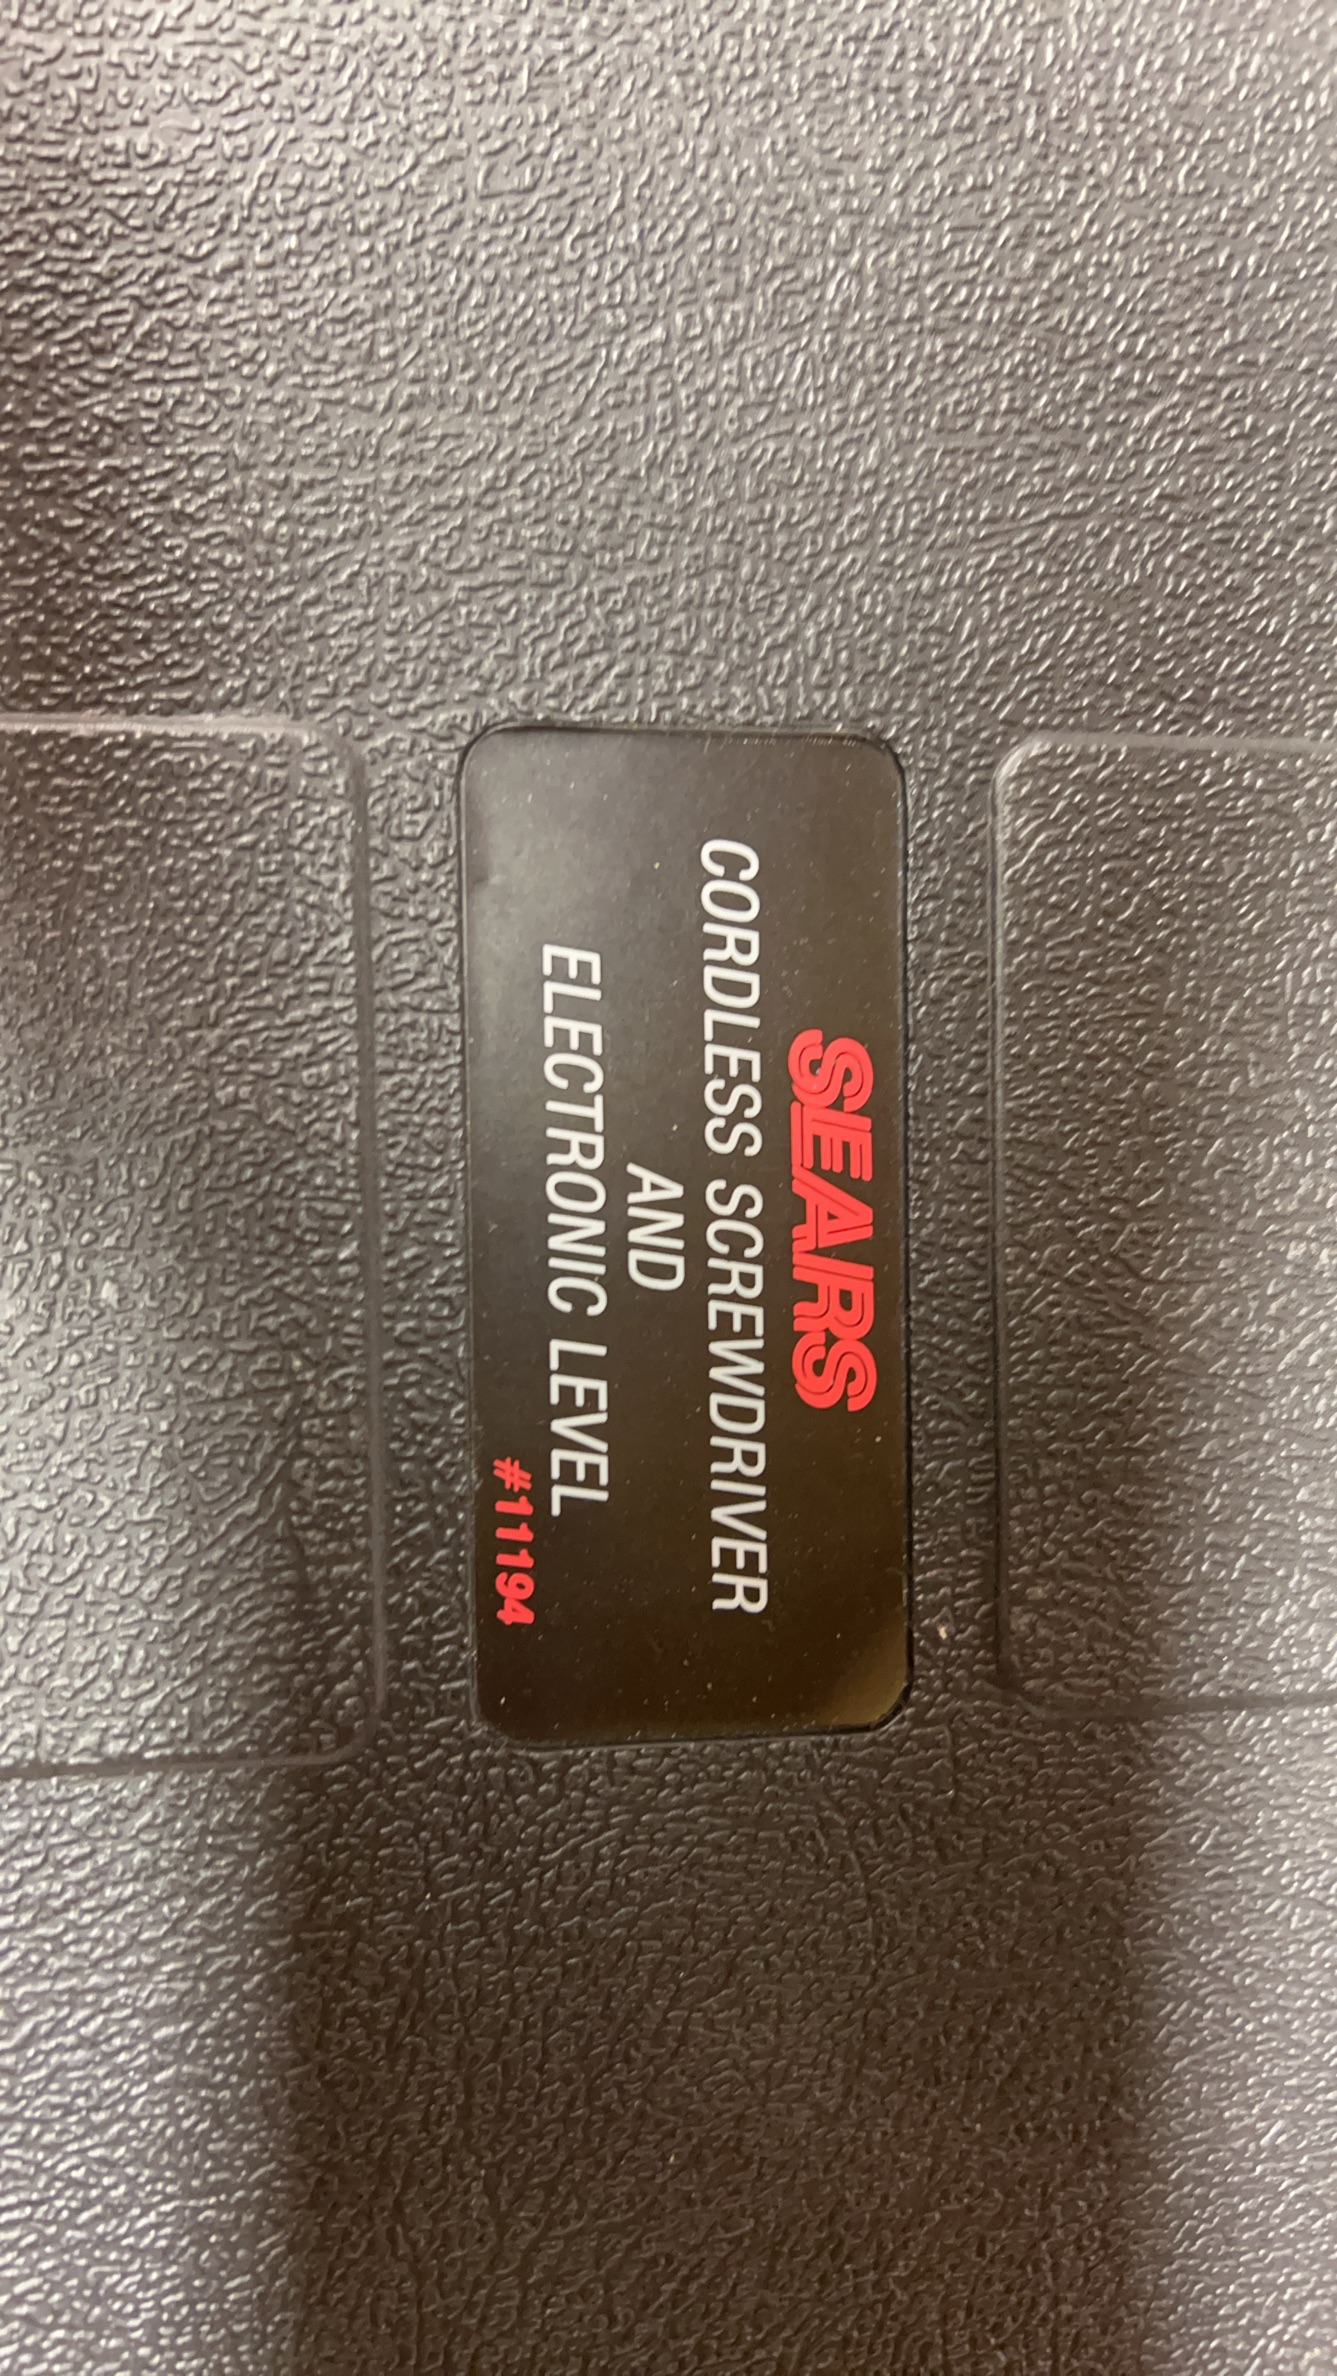 SEARS
CORDLESS SCREWDRIVER
AND
ELECTRONIC LEVEL
#11194